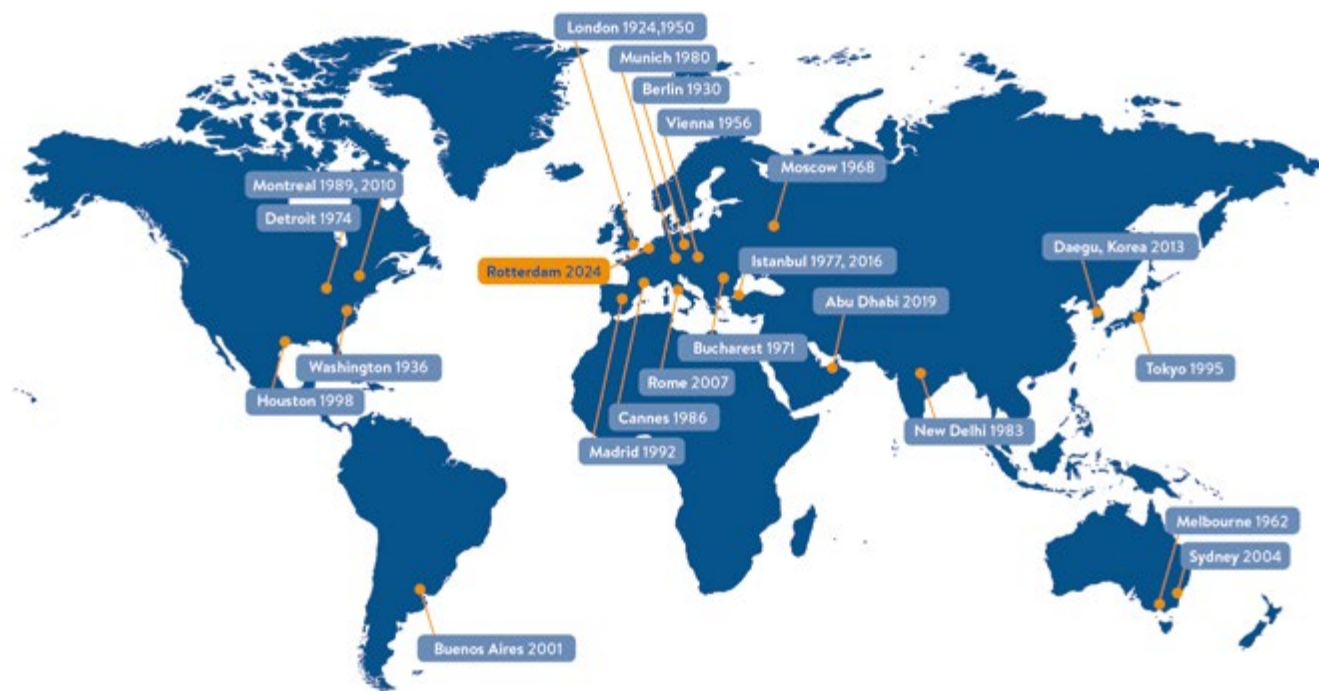 London 1924,1950
Munich 1980
Berlin 1930
Vienna 1956
Moscow 1968
Montreal 1989, 2010
Detroit 1974
Daegu, Korea 2013
Istanbul 1977, 2016
Rotterdam 2024
Abu Dhabi 2019
Bucharest 1971
Washington 1936
Tokyo 1995
Rome 2007
Houston 1998
Cannes 1986
New Delhi 1983
Madrid 1992
Melbourne 1962
Sydney 2004
Buenos Aires 2001